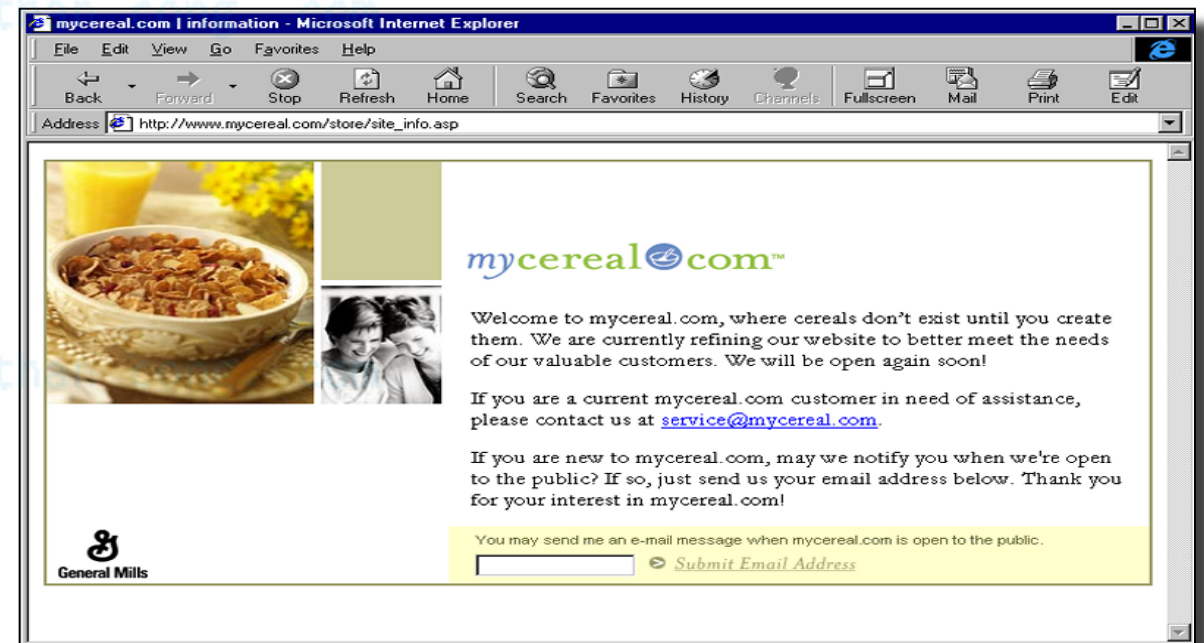 mycereal.com | information - Microsoft Internet Explorer
File Edit View Go Favorites Help
Back Forward Stop Refresh Home Search Favorites History Channels Fullscreen Mail Print Edit
Address http://www.mycereal.com/store/site_info.asp
mycereal com™
Welcome to mycereal.com, where cereals don't exist until you create
them. We are currently refining our website to better meet the needs
of our valuable customers. We will be open again soon!
If you are a current mycereal.com customer in need of assistance,
please contact us at service@mycereal.com.
If you are new to mycereal.com, may we notify you when we're open
to the public? If so, just send us your email address below. Thank you
for your interest in mycereal.com!
You may send me an e-mail message when mycereal.com is open to the public.
Submit Email Address
G
General Mills